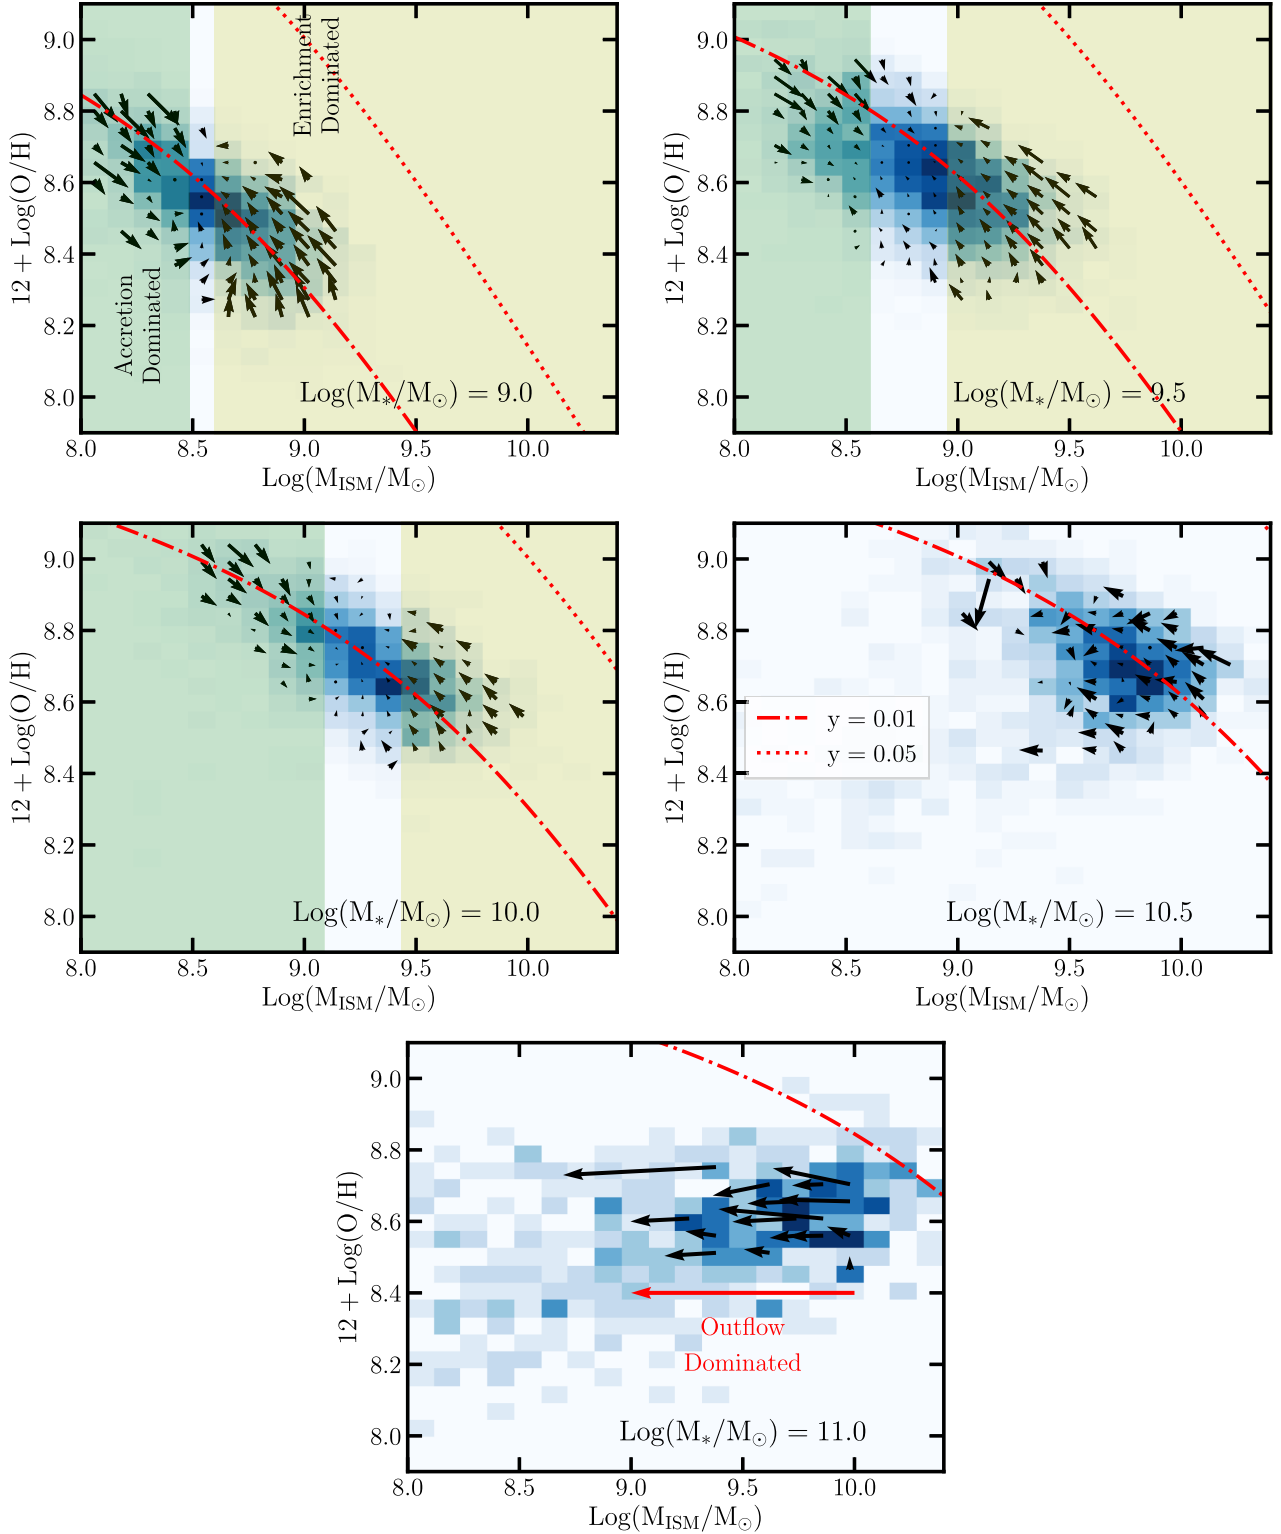 12 + Log(O/H)
9.0
8.8
8.6
8.4
8.2
8.0
Enrichment
Dominated
Accretion
Dominated
Log(M*/M⊙) = 9.0
8.0 8.5 9.0 9.5 10.0
Log(M_ISM/M⊙)
12 + Log(O/H)
9.0
8.8
8.6
8.4
8.2
8.0
Log(M*/M⊙) = 9.5
8.0 8.5 9.0 9.5 10.0
Log(M_ISM/M⊙)
12 + Log(O/H)
9.0
8.8
8.6
8.4
8.2
8.0
Log(M*/M⊙) = 10.0
8.0 8.5 9.0 9.5 10.0
Log(M_ISM/M⊙)
12 + Log(O/H)
9.0
8.8
8.6
8.4
8.2
8.0
y = 0.01
y = 0.05
Log(M*/M⊙) = 10.5
8.0 8.5 9.0 9.5 10.0
Log(M_ISM/M⊙)
12 + Log(O/H)
9.0
8.8
8.6
8.4
8.2
8.0
Outflow
Dominated
Log(M*/M⊙) = 11.0
8.0 8.5 9.0 9.5 10.0
Log(M_ISM/M⊙)